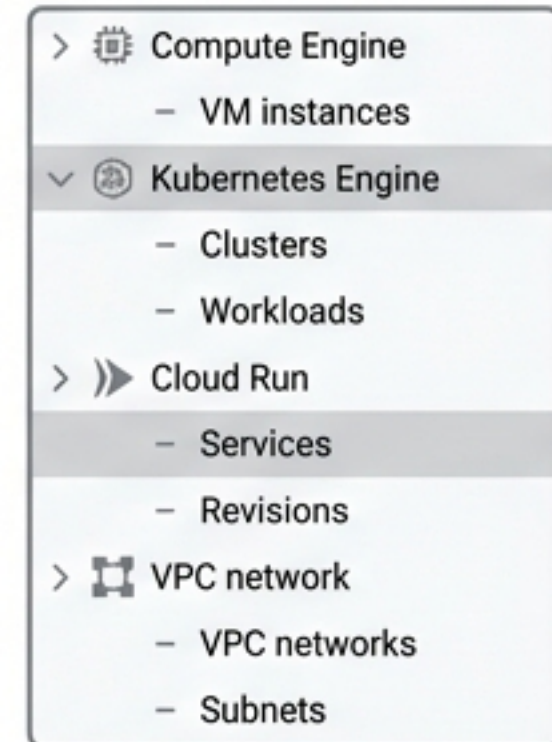 Compute Engine
– VM instances
Kubernetes Engine
– Clusters
– Workloads
Cloud Run
– Services
– Revisions
VPC network
– VPC networks
– Subnets